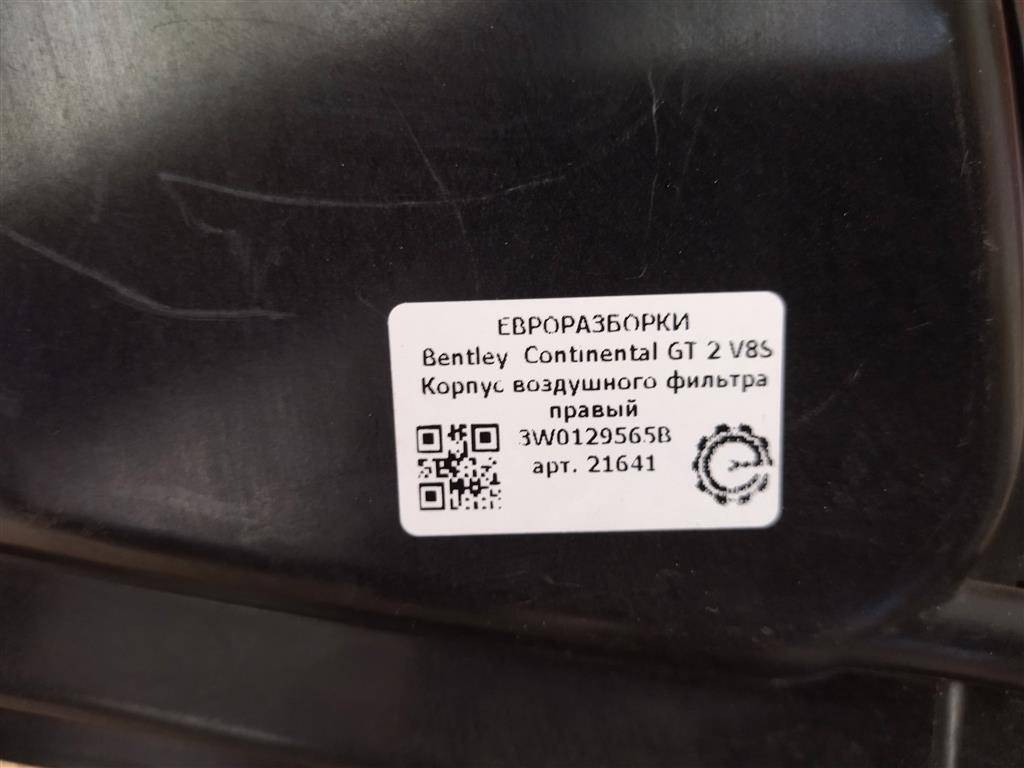 ЕВРОРАЗБОРКИ
Bentley Continental GT 2 V8S
Корпус воздушного фильтра
правый
3W0129565B
арт. 21641